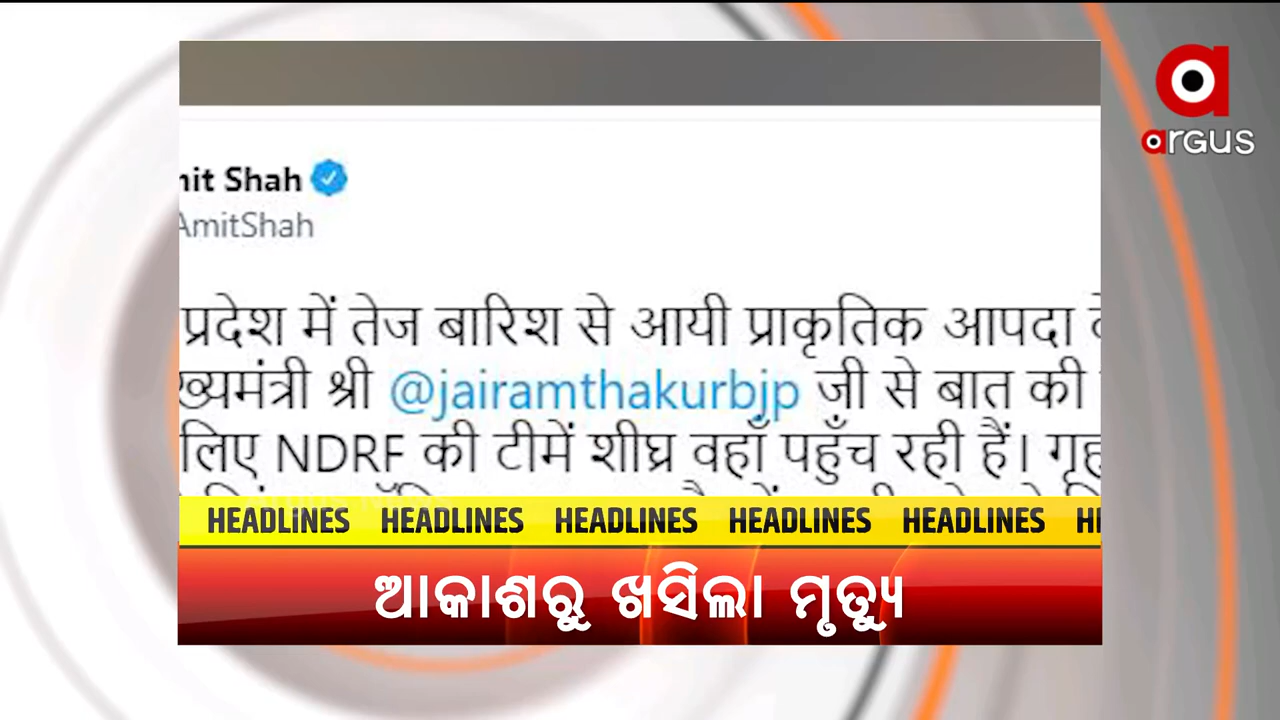 argus
mit Shah
AmitShah
प्रदेश में तेज बारिश से आयी प्राकृतिक आपदा
ख्यमंत्री श्री @jairamthakurbjp जी से बात की
लिए NDRF की टीमें शीघ्र वहाँ पहुँच रही हैं। गृह
HEADLINES HEADLINES HEADLINES HEADLINES HEADLINES
ଆକାଶରୁ ଖସିଲା ମୃତ୍ୟୁ